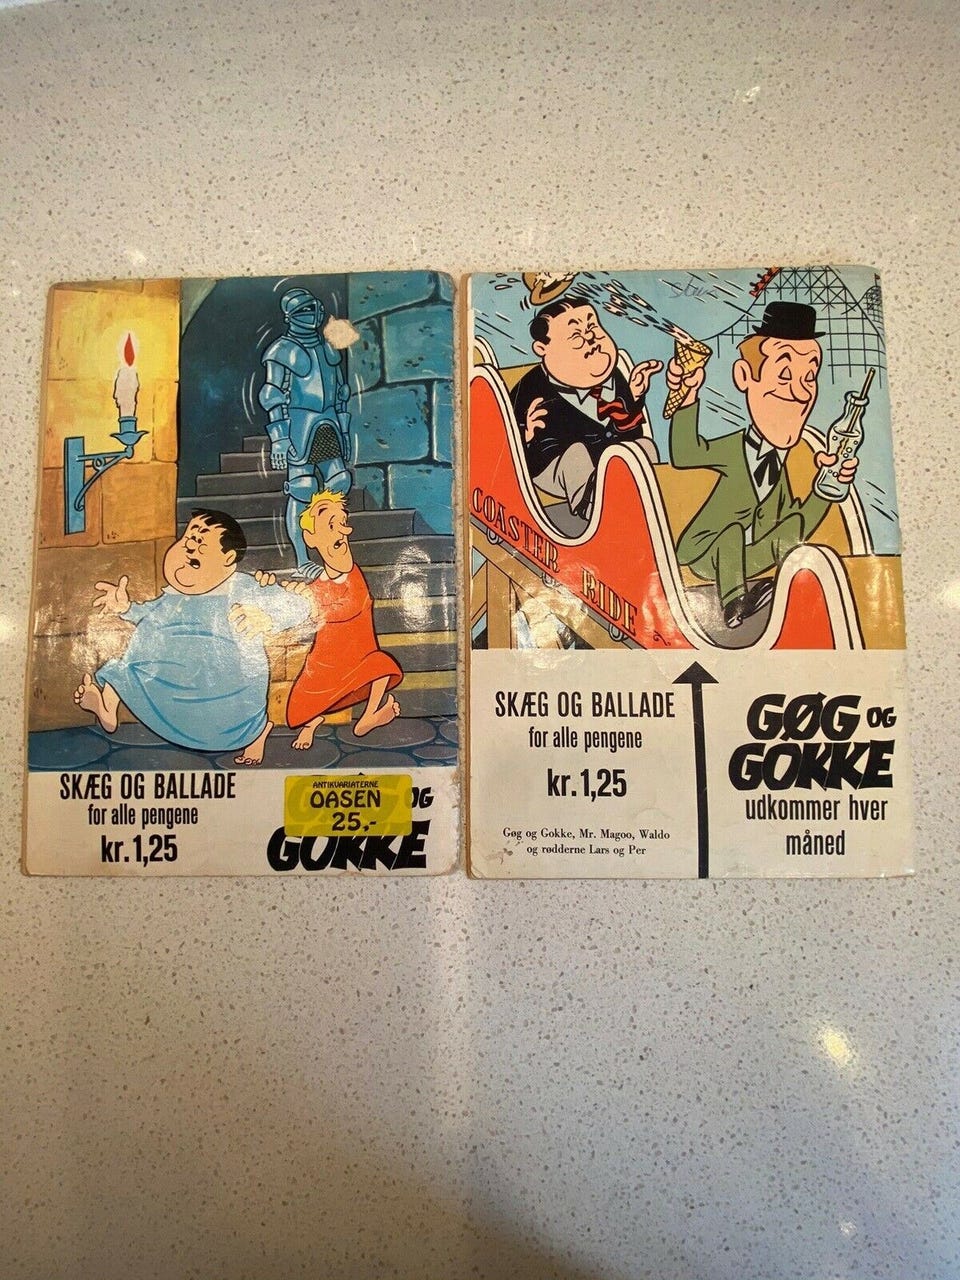 SKÆG OG BALLADE
for alle pengene
kr. 1,25
ANTIKVARIATERNE
OASEN
25,-
OG
GOKKE
COASTER RIDE
SKÆG OG BALLADE
for alle pengene
kr. 1,25
Gøg og Gokke, Mr. Magoo, Waldo
og rødderne Lars og Per
GØG OG
GOKKE
udkommer hver
måned